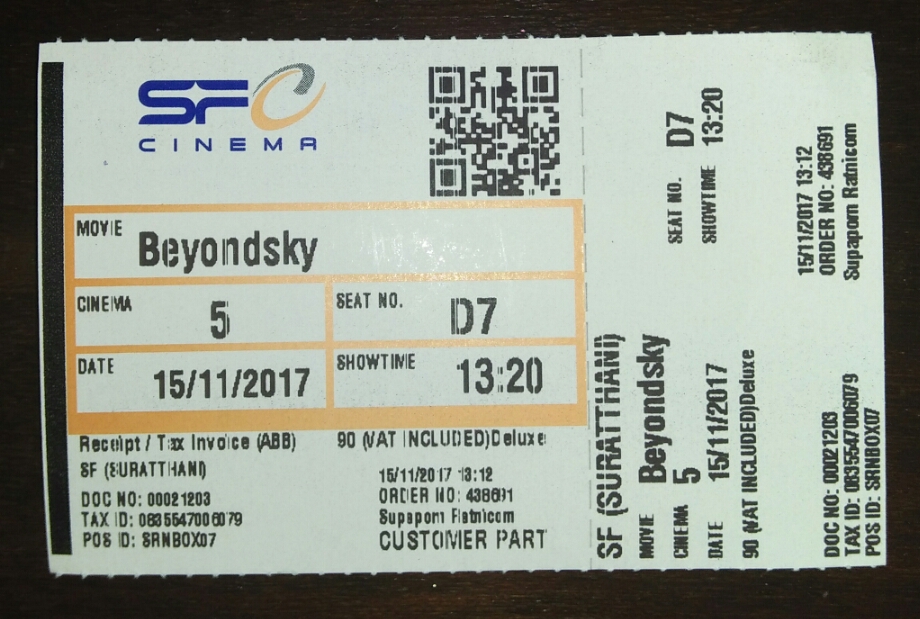 SFC
CINEMA
MOVIE
Beyondsky
CINEMA
5
SEAT NO.
D7
DATE
15/11/2017
SHOWTIME
13:20
Receipt / Tax Invoice (ABB)
90 (VAT INCLUDED)Deluxe
SF (SURATTHANI)
15/11/2017 13:12
DOC NO: 00021203
ORDER NO: 438691
TAX ID: 0835547006079
Supaporn Ratnicom
POS ID: SRNBOX07
CUSTOMER PART
SF (SURATTHANI)
MOVIE Beyondsky
CINEMA 5
SEAT NO. D7
DATE 15/11/2017
SHOWTIME 13:20
90 (VAT INCLUDED)Deluxe
15/11/2017 13:12
DOC NO: 00021203
ORDER NO: 438691
TAX ID: 0835547006079
Supaporn Ratnicom
POS ID: SRNBOX07